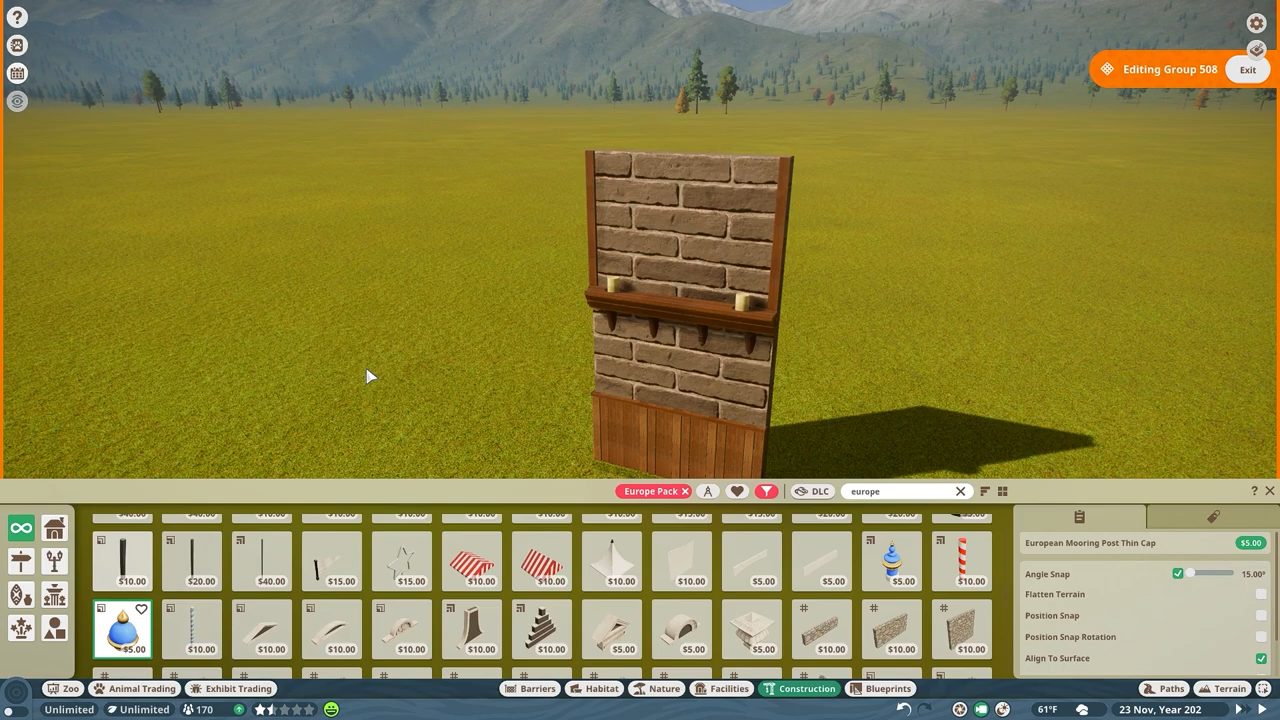 ?
Editing Group 508
Exit
Europe Pack
DLC
europe
?
$10.00 $20.00 $40.00 $15.00 $15.00 $10.00 $10.00 $10.00 $10.00 $5.00 $5.00 $5.00 $10.00
$5.00 $10.00 $10.00 $10.00 $10.00 $10.00 $10.00 $5.00 $5.00 $5.00 $10.00 $10.00 $10.00
European Mooring Post Thin Cap $5.00
Angle Snap 15.00°
Flatten Terrain
Position Snap
Position Snap Rotation
Align To Surface
Zoo Animal Trading Exhibit Trading Barriers Habitat Nature Facilities Construction Blueprints Paths Terrain
Unlimited Unlimited 170 61°F 23 Nov, Year 202